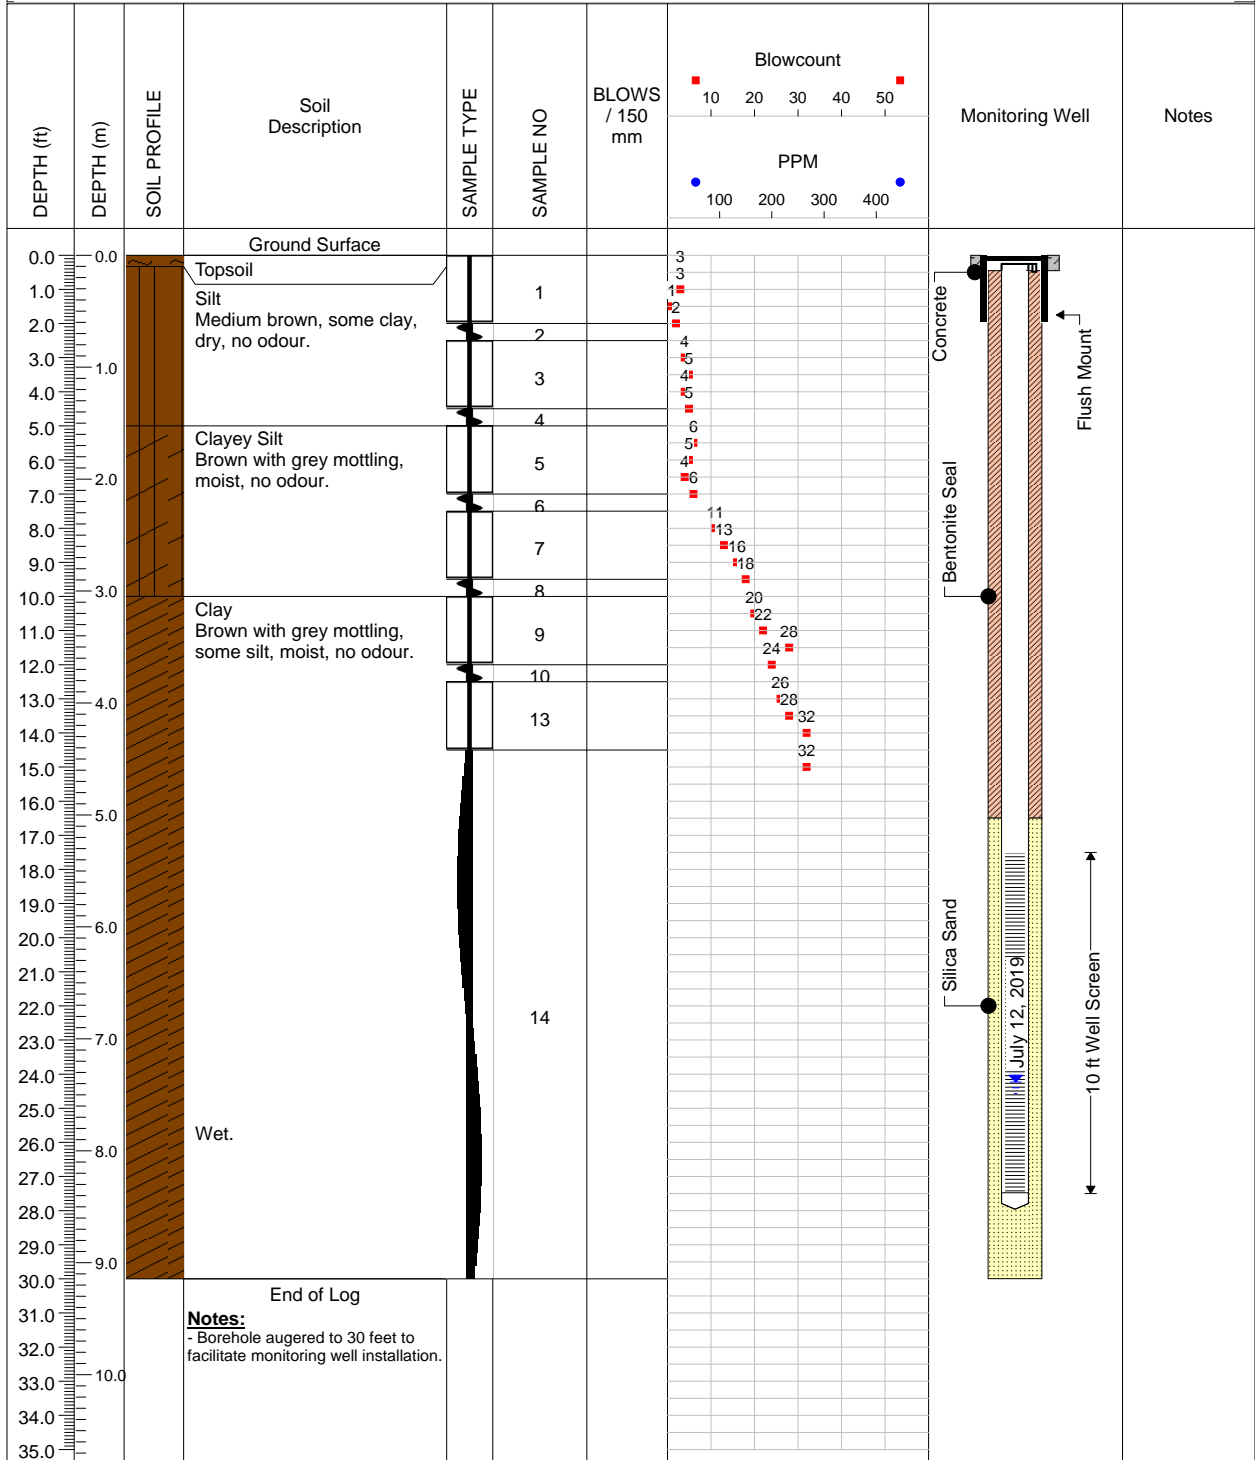 DEPTH (ft)
DEPTH (m)
SOIL PROFILE
Soil
Description
SAMPLE TYPE
SAMPLE NO
BLOWS
/ 150
mm
Blowcount
10 20 30 40 50
PPM
100 200 300 400
Monitoring Well
Notes
Ground Surface
Topsoil
Silt
Medium brown, some clay,
dry, no odour.
Clayey Silt
Brown with grey mottling,
moist, no odour.
Clay
Brown with grey mottling,
some silt, moist, no odour.
Wet.
End of Log
Notes:
- Borehole augered to 30 feet to
facilitate monitoring well installation.
0.0
1.0
2.0
3.0
4.0
5.0
6.0
7.0
8.0
9.0
10.0
11.0
12.0
13.0
14.0
15.0
16.0
17.0
18.0
19.0
20.0
21.0
22.0
23.0
24.0
25.0
26.0
27.0
28.0
29.0
30.0
31.0
32.0
33.0
34.0
35.0
0.0
1.0
2.0
3.0
4.0
5.0
6.0
7.0
8.0
9.0
10.0
1
2
3
4
5
6
7
8
9
10
13
14
3
3
1
2
4
5
4
5
6
5
4
6
11
13
16
18
20
22
28
24
26
28
32
32
Concrete
Flush Mount
Bentonite Seal
Silica Sand
July 12, 2019
10 ft Well Screen